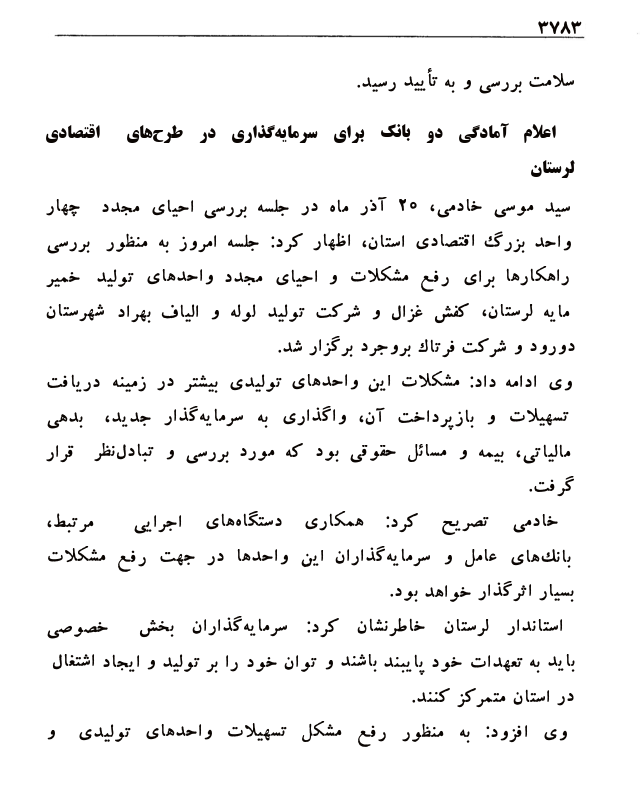 ۳۷۸۳
سلامت بررسی و به تأیید رسید.
اعلام آمادگی دو بانک برای سرمایه‌گذاری در طرح‌های اقتصادی
لرستان
سید موسی خادمی، ۲۰ آذر ماه در جلسه بررسی احیای مجدد چهار
واحد بزرگ اقتصادی استان، اظهار کرد: جلسه امروز به منظور بررسی
راهکارها برای رفع مشکلات و احیای مجدد واحدهای تولید خمیر
مایه لرستان، کفش غزال و شرکت تولید لوله و الیاف بهراد شهرستان
دورود و شرکت فرتاك بروجرد برگزار شد.
وی ادامه داد: مشکلات این واحدهای تولیدی بیشتر در زمینه دریافت
تسهیلات و بازپرداخت آن، واگذاری به سرمایه‌گذار جدید، بدهی
مالیاتی، بیمه و مسائل حقوقی بود که مورد بررسی و تبادل‌نظر قرار
گرفت.
خادمی تصریح کرد: همکاری دستگاه‌های اجرایی مرتبط،
بانك‌های عامل و سرمایه‌گذاران این واحدها در جهت رفع مشکلات
بسیار اثرگذار خواهد بود.
استاندار لرستان خاطرنشان کرد: سرمایه‌گذاران بخش خصوصی
باید به تعهدات خود پایبند باشند و توان خود را بر تولید و ایجاد اشتغال
در استان متمرکز کنند.
وی افزود: به منظور رفع مشکل تسهیلات واحدهای تولیدی و